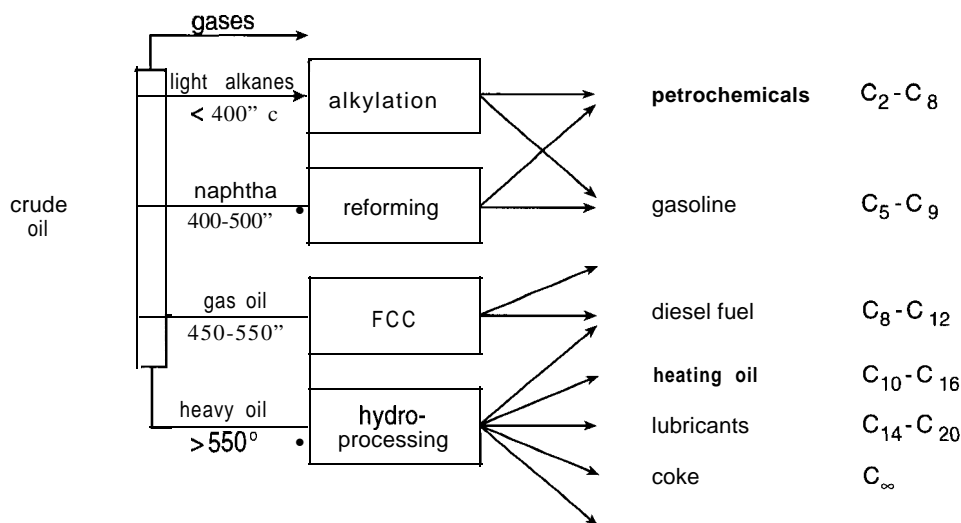 gases
light alkanes
< 400” c
alkylation
petrochemicals C₂-C₈
crude
oil
naphtha
400-500” •
reforming
gasoline C₅-C₉
gas oil
450-550”
FCC
diesel fuel C₈-C₁₂
heating oil C₁₀-C₁₆
heavy oil
>550° •
hydro-
processing
lubricants C₁₄-C₂₀
coke C∞